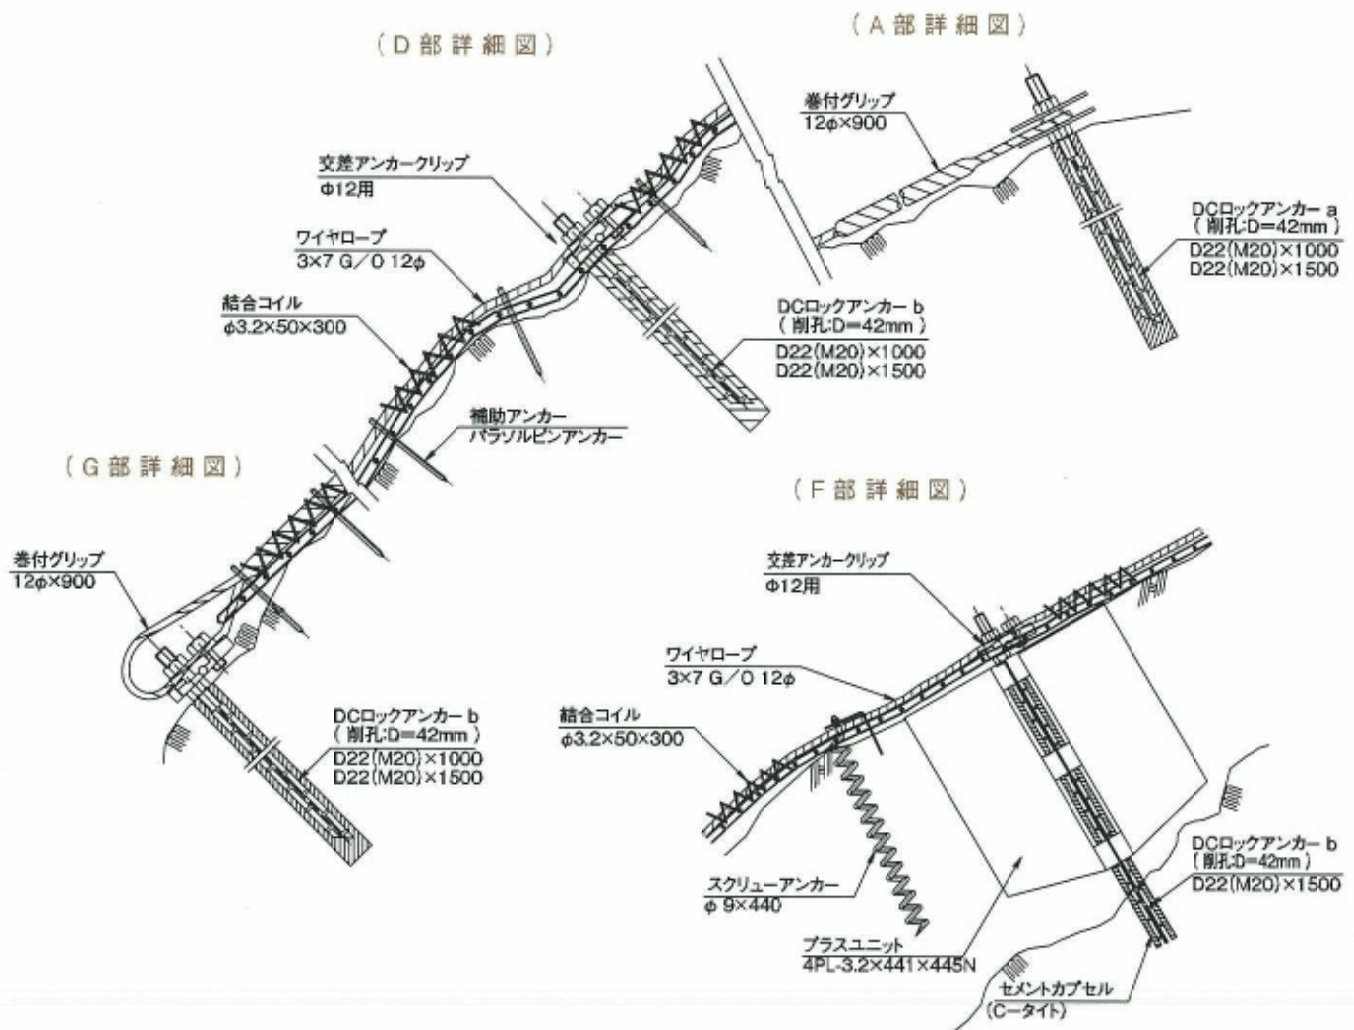 (D部詳細図)
(A部詳細図)
巻付グリップ
12φ×900
交差アンカークリップ
Φ12用
DCロックアンカー a
( 削孔:D=42mm )
D22(M20)×1000
D22(M20)×1500
ワイヤロープ
3×7 G/O 12φ
結合コイル
φ3.2×50×300
DCロックアンカー b
( 削孔:D=42mm )
D22(M20)×1000
D22(M20)×1500
補助アンカー
パラソルピンアンカー
(G部詳細図)
(F部詳細図)
巻付グリップ
12φ×900
交差アンカークリップ
Φ12用
ワイヤロープ
3×7 G/O 12φ
DCロックアンカー b
( 削孔:D=42mm )
D22(M20)×1000
D22(M20)×1500
結合コイル
φ3.2×50×300
DCロックアンカー b
( 削孔:D=42mm )
D22(M20)×1500
スクリューアンカー
φ 9×440
プラスユニット
4PL-3.2×441×445N
セメントカプセル
(C-タイト)